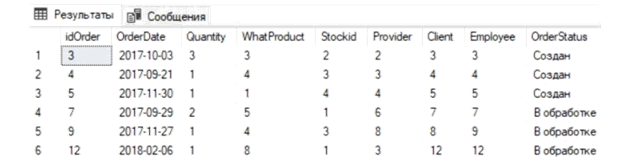 Результаты Сообщения
idOrder OrderDate Quantity WhatProduct Stockid Provider Client Employee OrderStatus
1 3 2017-10-03 3 3 2 2 3 3 Создан
2 4 2017-09-21 1 4 3 3 4 4 Создан
3 5 2017-11-30 1 1 4 4 5 5 Создан
4 7 2017-09-29 2 5 1 6 7 7 В обработке
5 9 2017-11-27 1 4 3 8 8 9 В обработке
6 12 2018-02-06 1 8 1 3 12 12 В обработке